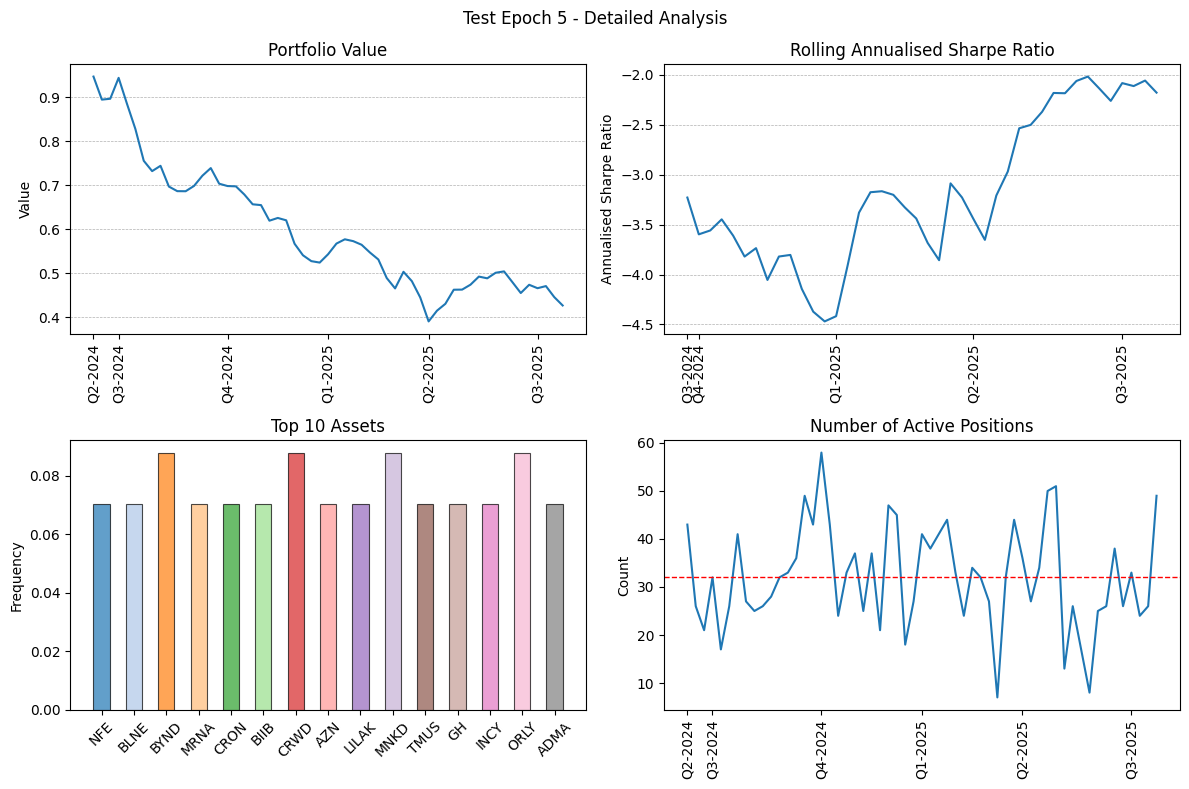 Test Epoch 5 - Detailed Analysis
Portfolio Value
Value
0.9
0.8
0.7
0.6
0.5
0.4
Q2-2024
Q3-2024
Q4-2024
Q1-2025
Q2-2025
Q3-2025
Rolling Annualised Sharpe Ratio
Annualised Sharpe Ratio
−2.0
−2.5
−3.0
−3.5
−4.0
−4.5
Q3-2024
Q4-2024
Q1-2025
Q2-2025
Q3-2025
Top 10 Assets
Frequency
0.08
0.06
0.04
0.02
0.00
NFE
BLNE
BYND
MRNA
CRON
BIIB
CRWD
AZN
LILAK
MNKD
TMUS
GH
INCY
ORLY
ADMA
Number of Active Positions
Count
60
50
40
30
20
10
Q2-2024
Q3-2024
Q4-2024
Q1-2025
Q2-2025
Q3-2025